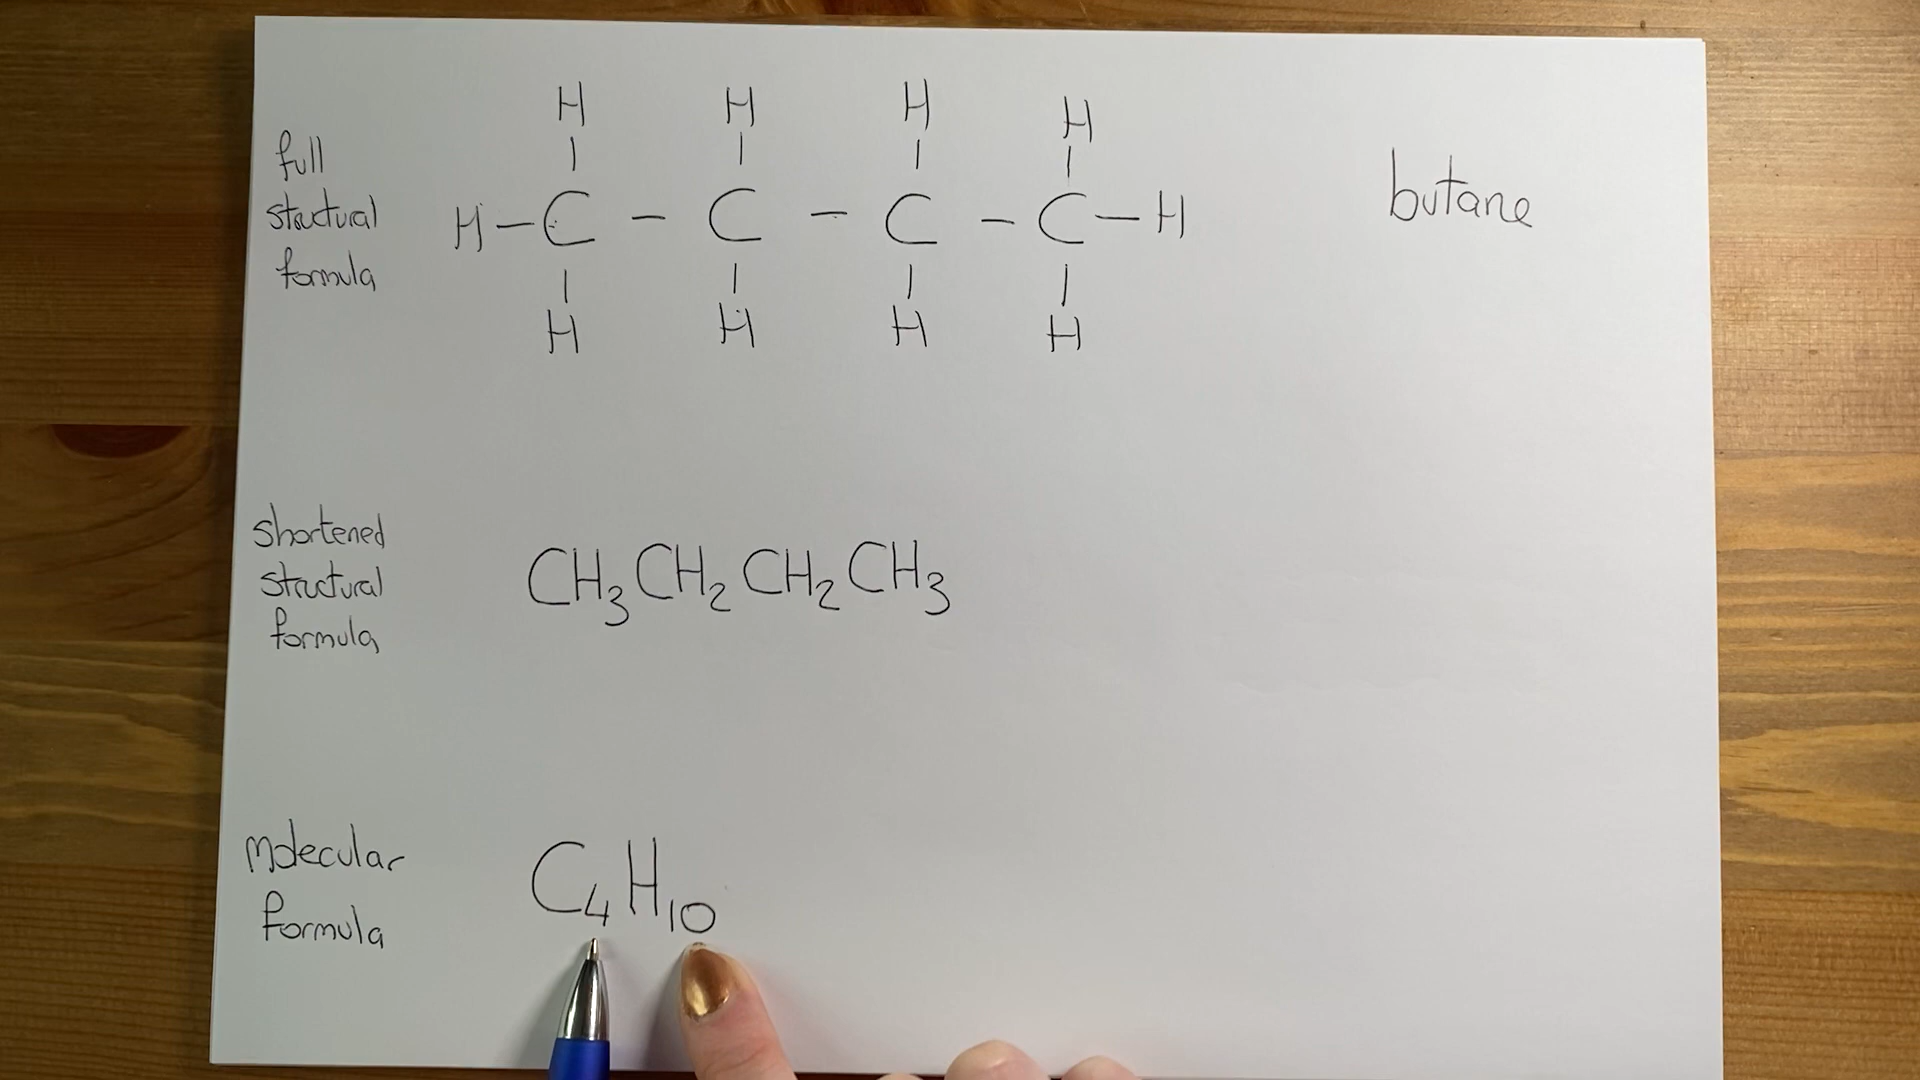 H H H H
full
structural H-C - C - C - C-H butane
formula
H H H H
shortened
structural CH₃CH₂CH₂CH₃
formula
Molecular C₄H₁₀
formula